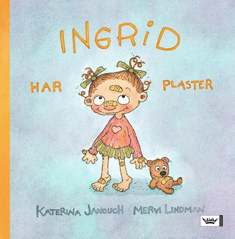 INGRID
HAR PLASTER
KATERINA JANOUCH MERVI LINDMAN